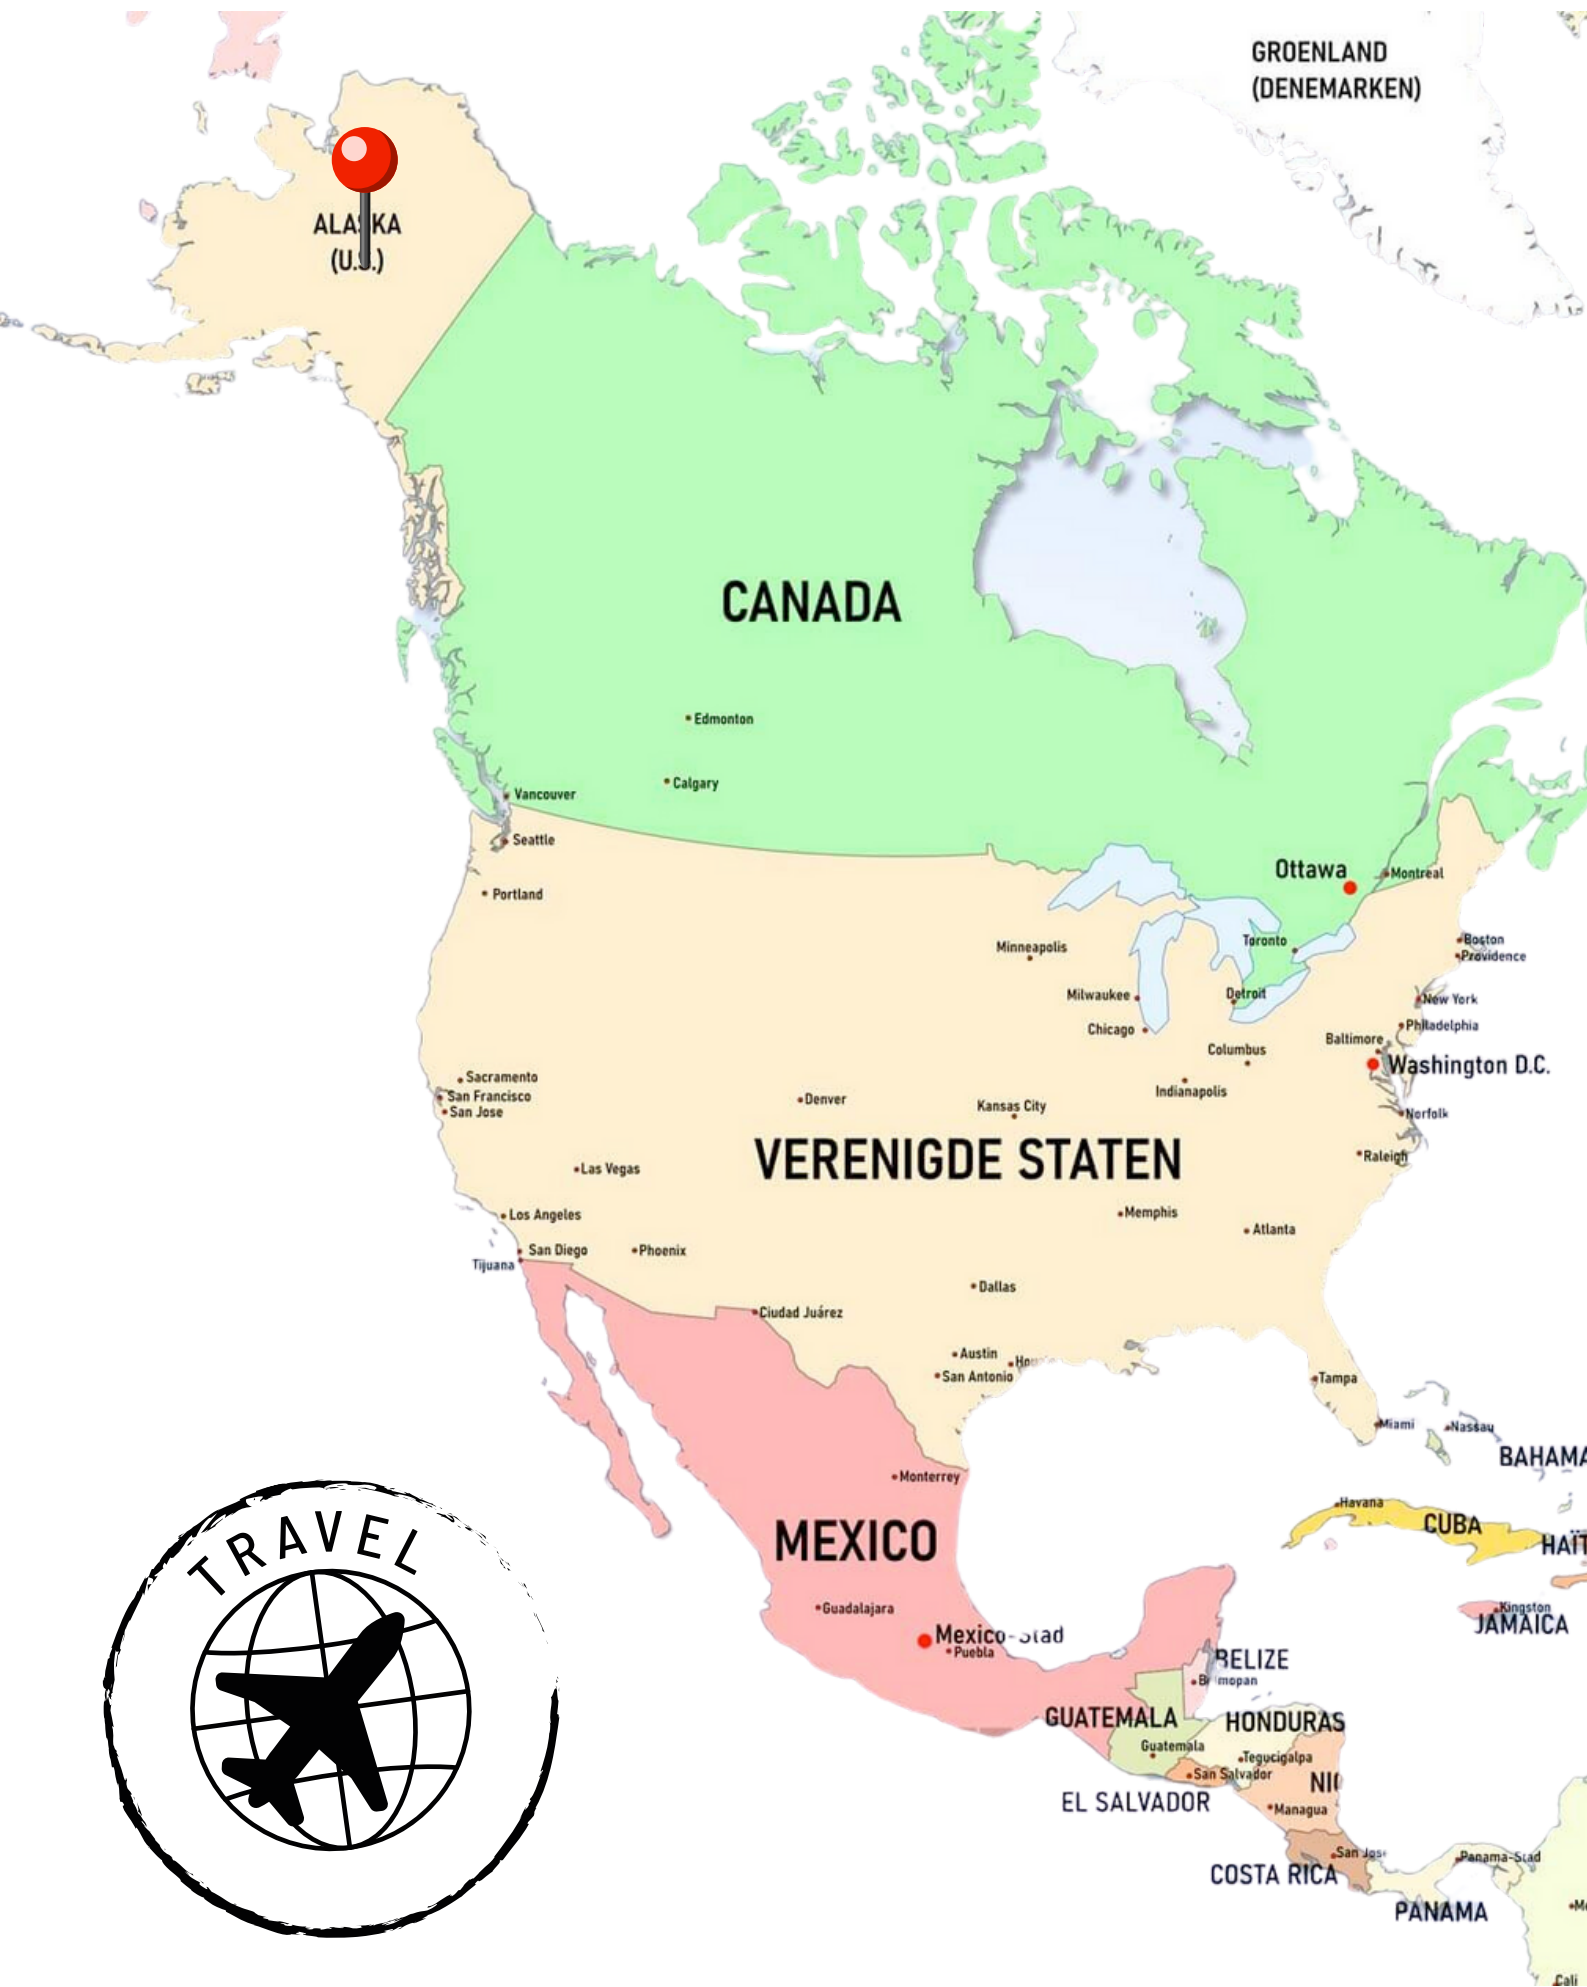 GROENLAND
(DENEMARKEN)
ALASKA
CANADA
Edmonton
Calgary
Vancouver
Seattle
Portland
Ottawa
Montreal
Toronto
Boston
Providence
Minneapolis
Milwaukee
Detroit
New York
Chicago
Philadelphia
Columbus
Baltimore
Washington D.C.
Indianapolis
Sacramento
San Francisco
San Jose
Denver
Kansas City
Norfolk
VERENIGDE STATEN
Raleigh
Las Vegas
Los Angeles
Memphis
Atlanta
San Diego
Phoenix
Tijuana
Dallas
Ciudad Juárez
Austin
San Antonio
Tampa
Miami
Nassau
Monterrey
Havana
CUBA
MEXICO
TRAVEL
Guadalajara
Kingston
JAMAICA
Mexico-Stad
Puebla
BELIZE
GUATEMALA
HONDURAS
Guatemala
Tegucigalpa
San Salvador
EL SALVADOR
Managua
COSTA RICA
Panama-Stad
PANAMA
Cali